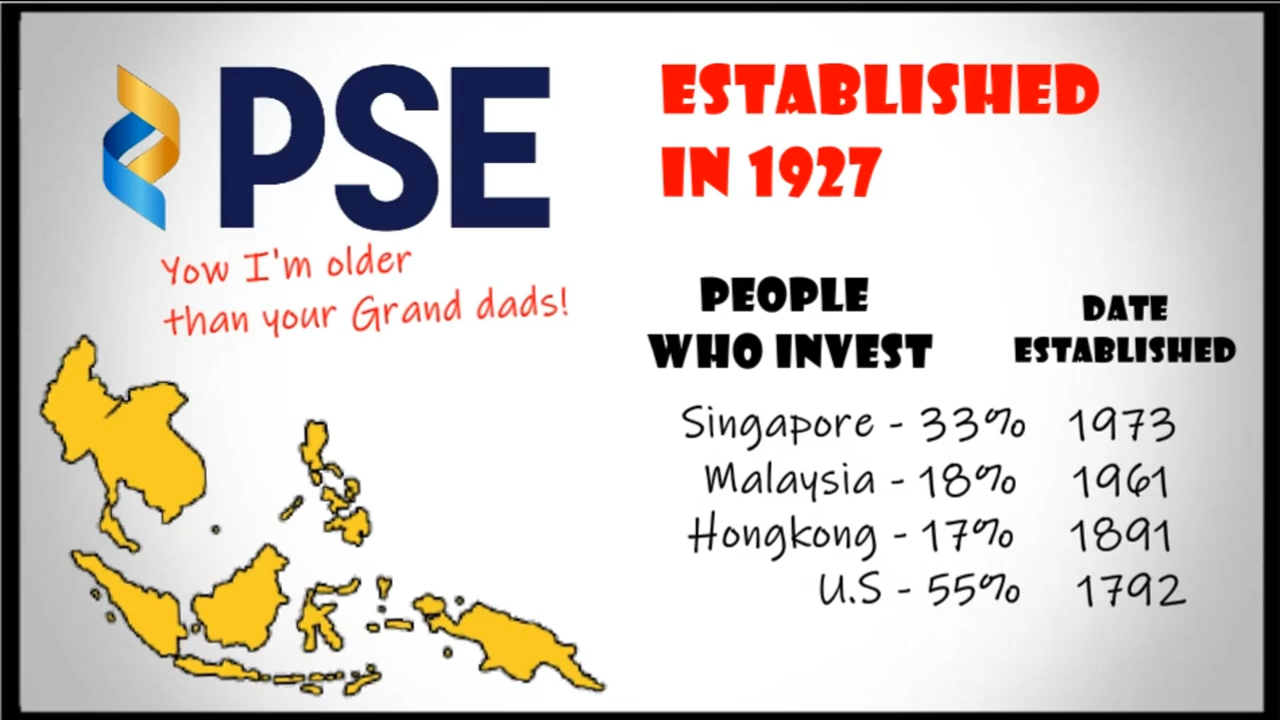 PSE
Yow I'm older
than your Grand dads!
ESTABLISHED
IN 1927
PEOPLE
WHO INVEST
DATE
ESTABLISHED
Singapore - 33% 1973
Malaysia - 18% 1961
Hongkong - 17% 1891
U.S - 55% 1792